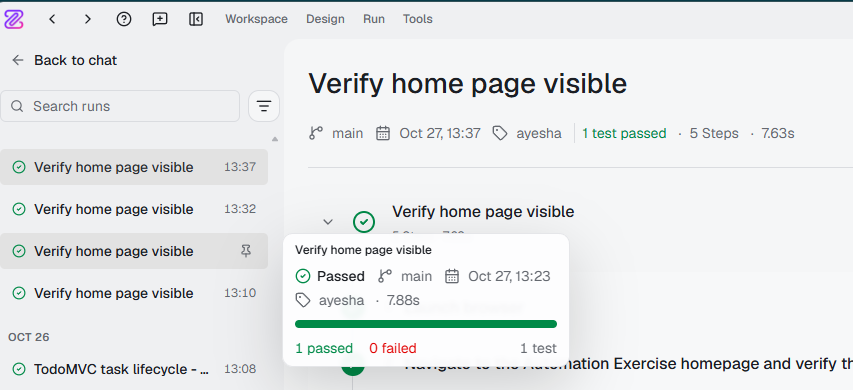 Workspace Design Run Tools
Back to chat
Search runs
Verify home page visible 13:37
Verify home page visible 13:32
Verify home page visible
Verify home page visible 13:10
OCT 26
TodoMVC task lifecycle - ... 13:08
Verify home page visible
main Oct 27, 13:37 ayesha 1 test passed · 5 Steps · 7.63s
Verify home page visible
Verify home page visible
Passed main Oct 27, 13:23
ayesha · 7.88s
1 passed 0 failed 1 test
Navigate to the Automation Exercise homepage and verify th